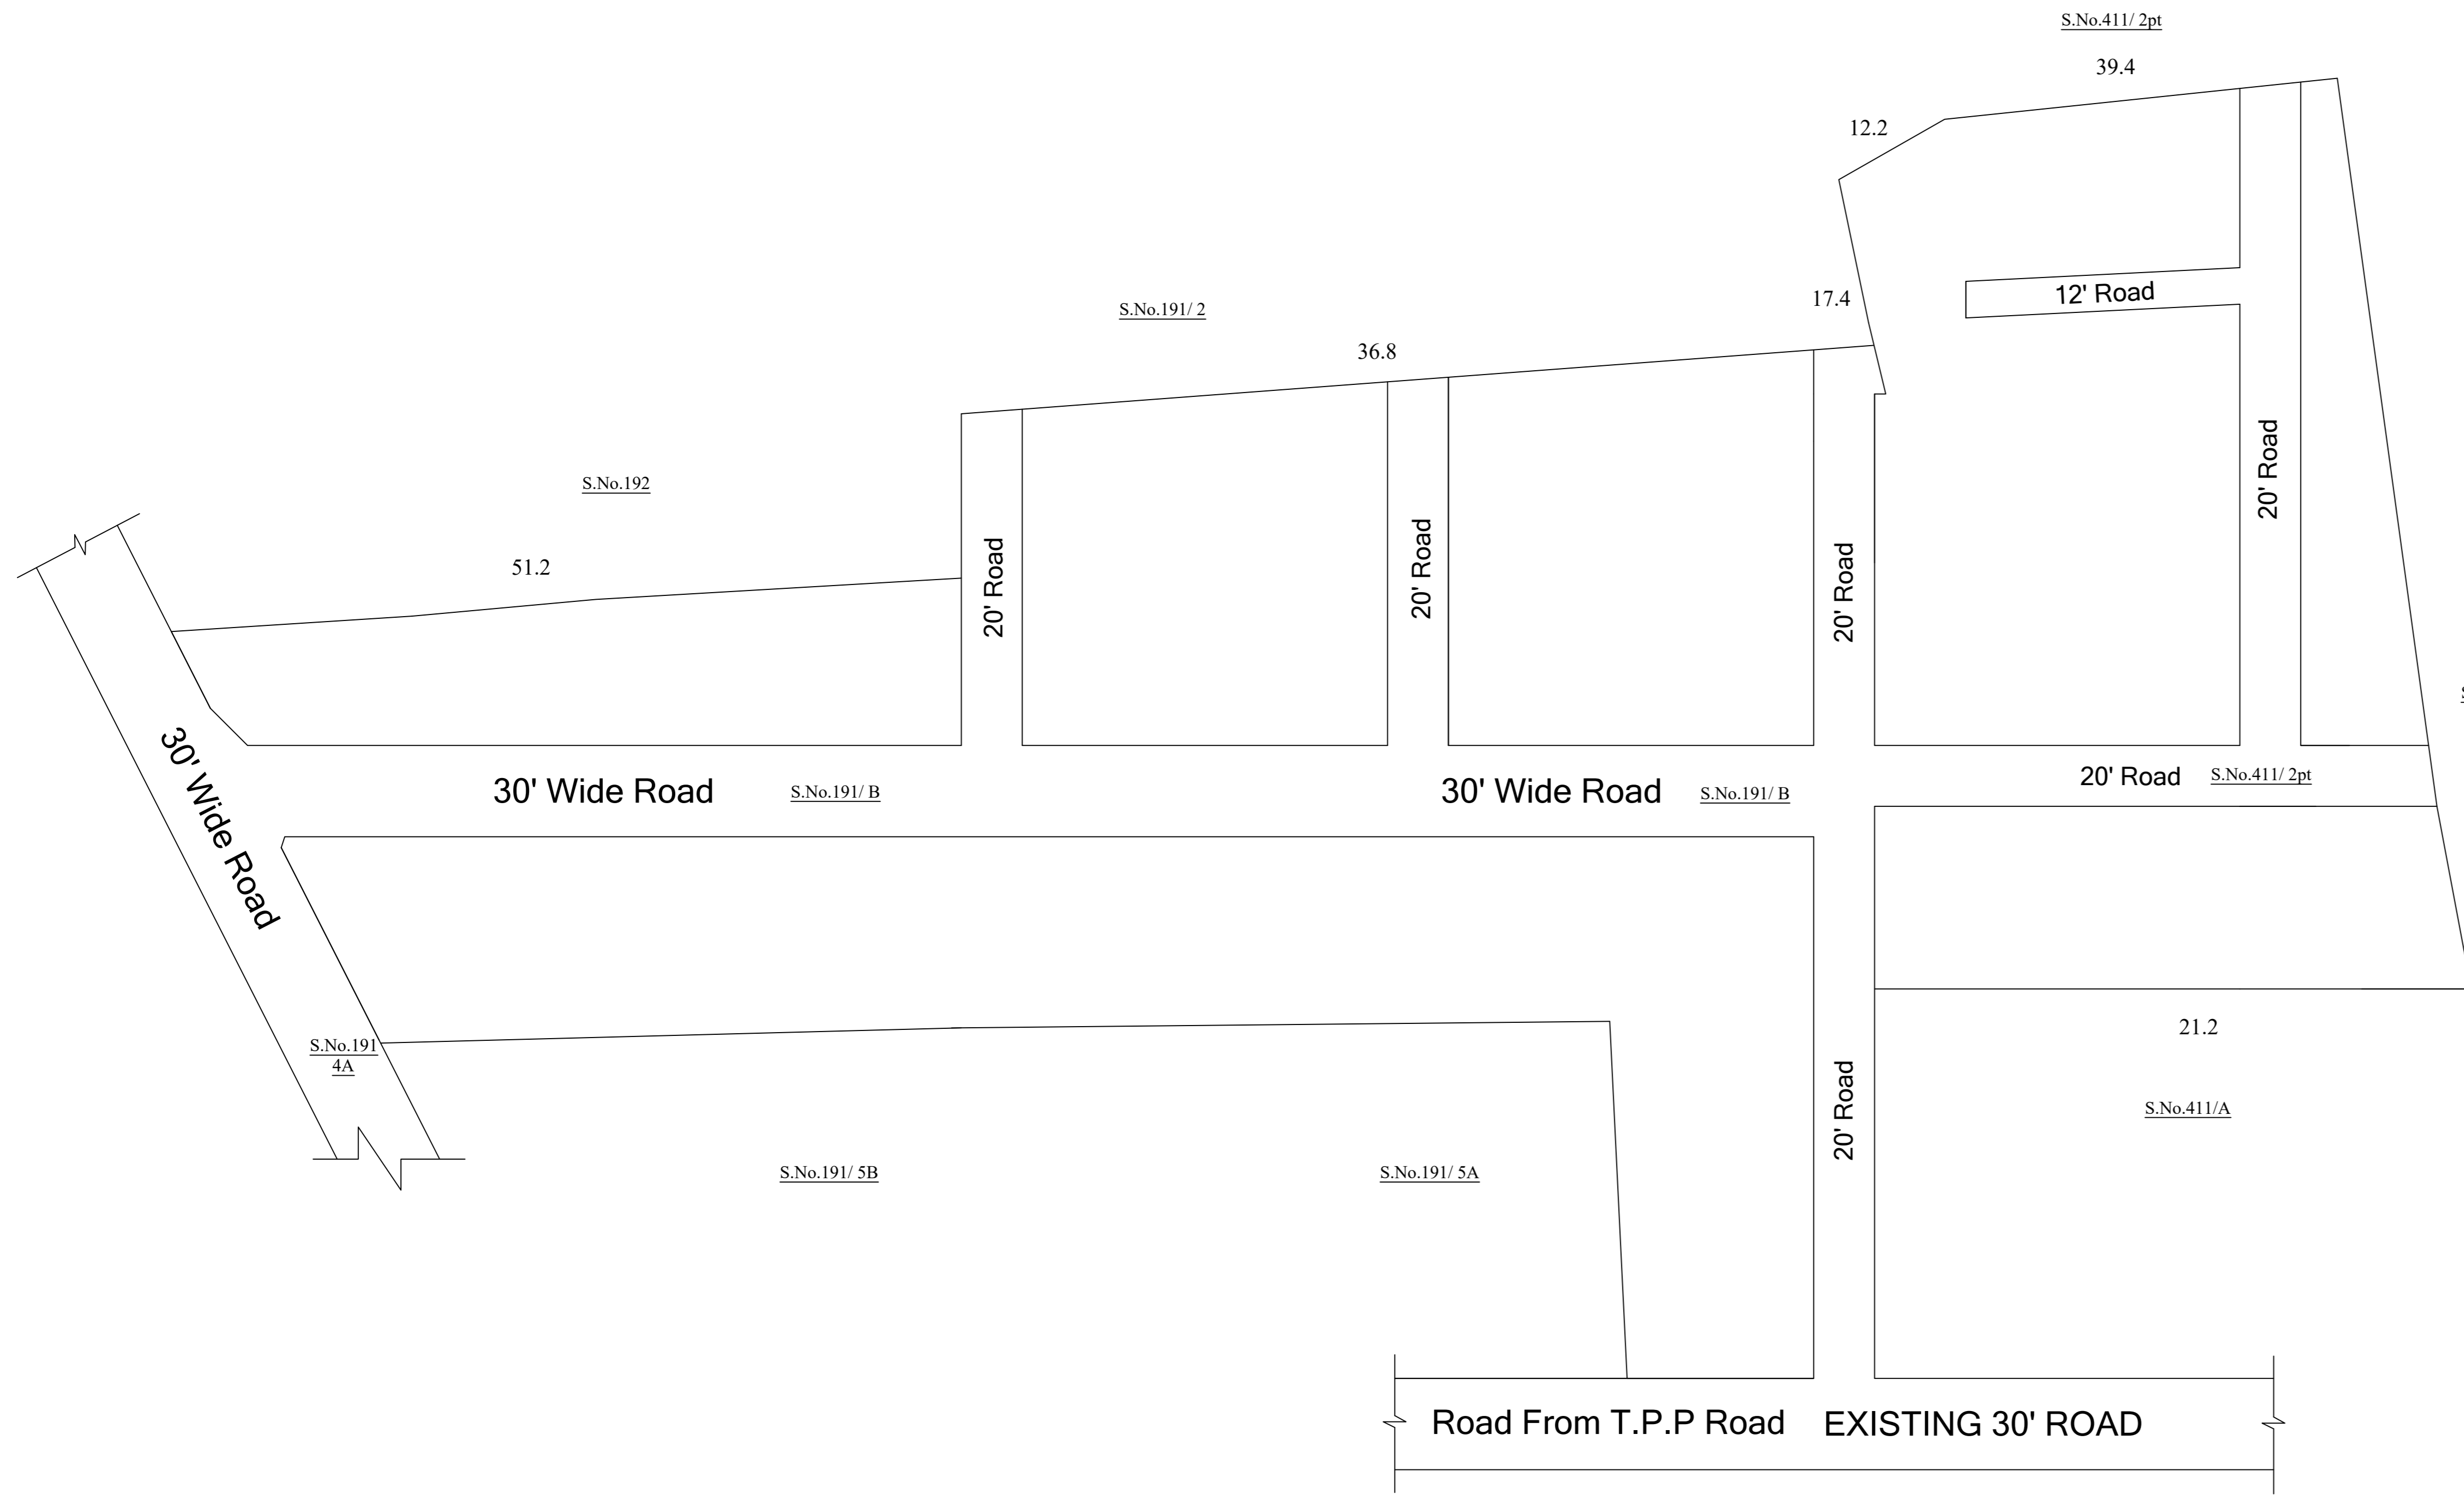 S.No.411/ 2pt
39.4
12.2
17.4
12' Road
S.No.191/ 2
36.8
S.No.192
51.2
20' Road
20' Road
20' Road
20' Road
30' Wide Road
30' Wide Road
S.No.191/ B
30' Wide Road
S.No.191/ B
20' Road
S.No.411/ 2pt
21.2
S.No.191
4A
20' Road
S.No.411/A
S.No.191/ 5B
S.No.191/ 5A
Road From T.P.P Road
EXISTING 30' ROAD